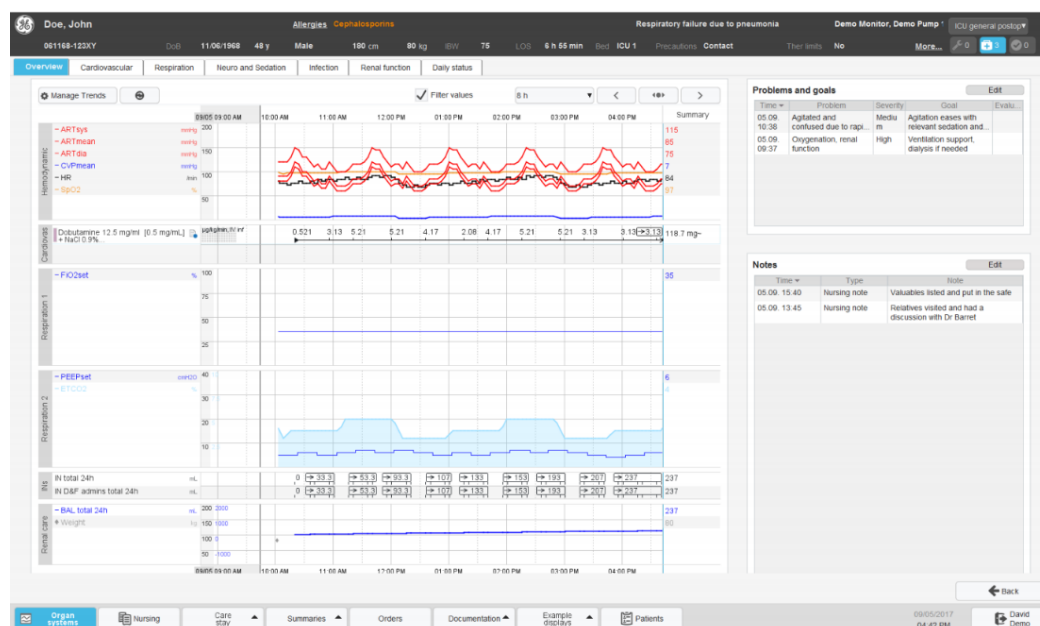 GE Doe, John Allergies Cephalosporins Respiratory failure due to pneumonia Demo Monitor, Demo Pump ICU general postop
061168-123XY DoB 11/06/1968 48 y Male 180 cm 80 kg IBW 75 LOS 6 h 55 min Bed ICU 1 Precautions Contact Ther limits No More... 0 3 0
Overview Cardiovascular Respiration Neuro and Sedation Infection Renal function Daily status
Manage Trends Filter values 8 h
09/05 09:00 AM 10:00 AM 11:00 AM 12:00 PM 01:00 PM 02:00 PM 03:00 PM 04:00 PM Summary
Hemodynamic
ARTsys mmHg 200 115
ARTmean mmHg 85
ARTdia mmHg 150 75
CVPmean mmHg 7
HR /min 100 84
SpO2 % 97
50
Cardiovas
Dobutamine 12.5 mg/ml [0.5 mg/mL] µg/kg/min, IV inf 0.521 3.13 5.21 5.21 4.17 2.08 4.17 5.21 5.21 3.13 3.13 3.13 118.7 mg~
+ NaCl 0.9%...
Respiration 1
FiO2set % 100 35
75
50
25
Respiration 2
PEEPset cmH2O 40 6
ETCO2 % 4
30
20
10
INs
IN total 24h mL 0 33.3 53.3 93.3 107 133 153 193 207 237 237
IN D&F admins total 24h mL 0 33.3 53.3 93.3 107 133 153 193 207 237 237
Renal care
BAL total 24h mL 200 2000 237
Weight kg 150 1000 80
100 0
50 -1000
09/05 09:00 AM 10:00 AM 11:00 AM 12:00 PM 01:00 PM 02:00 PM 03:00 PM 04:00 PM
Problems and goals Edit
Time Problem Severity Goal Evalu...
05.09. Agitated and Mediu Agitation eases with
10:38 confused due to rapi... m relevant sedation and...
05.09. Oxygenation, renal High Ventilation support,
09:37 function dialysis if needed
Notes Edit
Time Type Note
05.09. 15:40 Nursing note Valuables listed and put in the safe
05.09. 13:45 Nursing note Relatives visited and had a
discussion with Dr Barret
Back
Organ systems Nursing Care stay Summaries Orders Documentation Example displays Patients 09/05/2017 04:42 PM David Demo